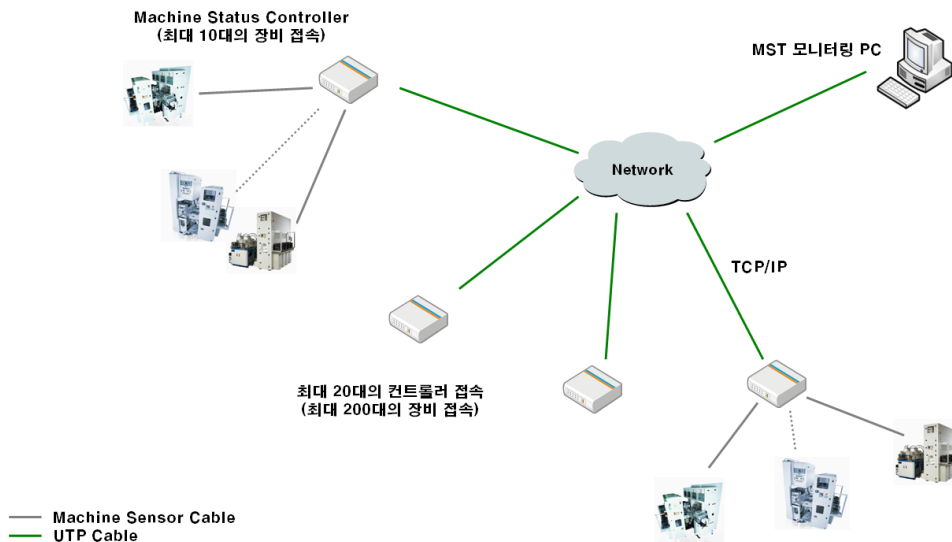 Machine Status Controller
(최대 10대의 장비 접속)
MST 모니터링 PC
Network
TCP/IP
최대 20대의 컨트롤러 접속
(최대 200대의 장비 접속)
Machine Sensor Cable
UTP Cable